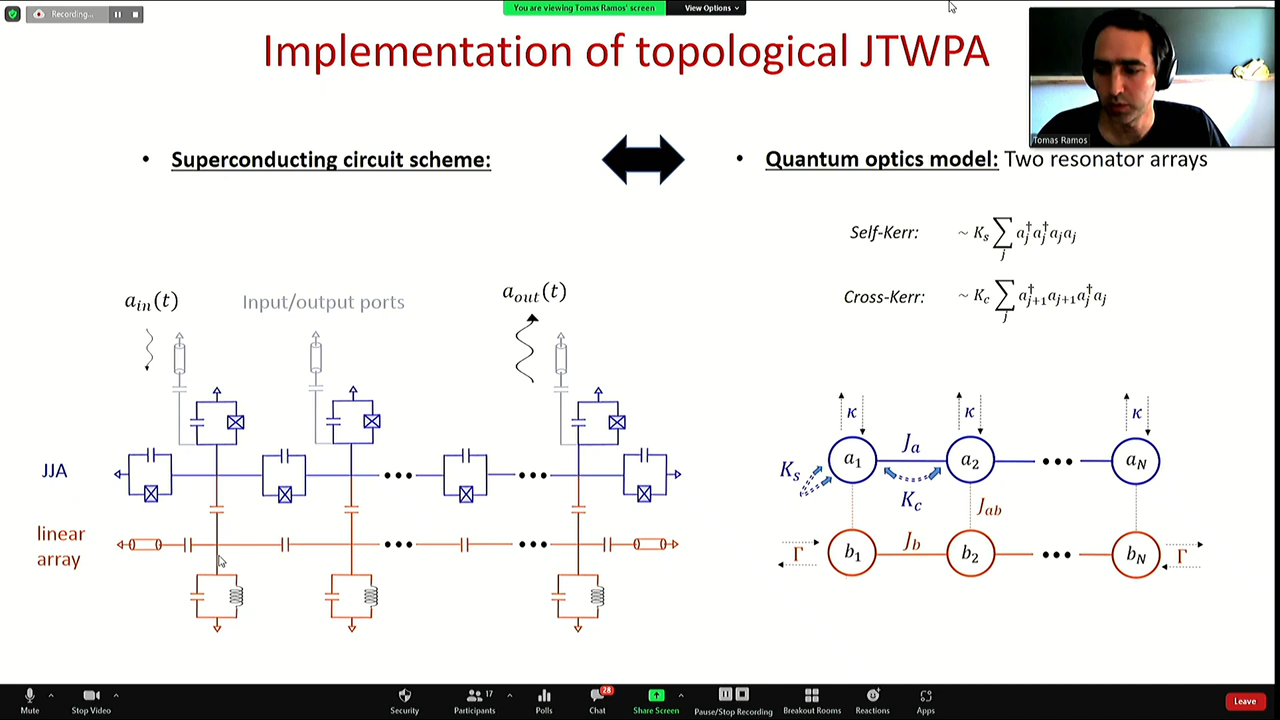 Recording...
You are viewing Tomas Ramos' screen
View Options
Implementation of topological JTWPA
Tomas Ramos
• Superconducting circuit scheme:
• Quantum optics model: Two resonator arrays
Self-Kerr: ~ K_s ∑_j a_j^† a_j^† a_j a_j
Cross-Kerr: ~ K_c ∑_j a_{j+1}^† a_{j+1} a_j^† a_j
a_in(t)
Input/output ports
a_out(t)
JJA
linear
array
κ κ κ
a_1 J_a a_2 ••• a_N
K_s
K_c
J_ab
Γ b_1 J_b b_2 ••• b_N Γ
Mute
Stop Video
Security
17
Participants
Polls
28
Chat
Share Screen
Pause/Stop Recording
Breakout Rooms
Reactions
Apps
Leave